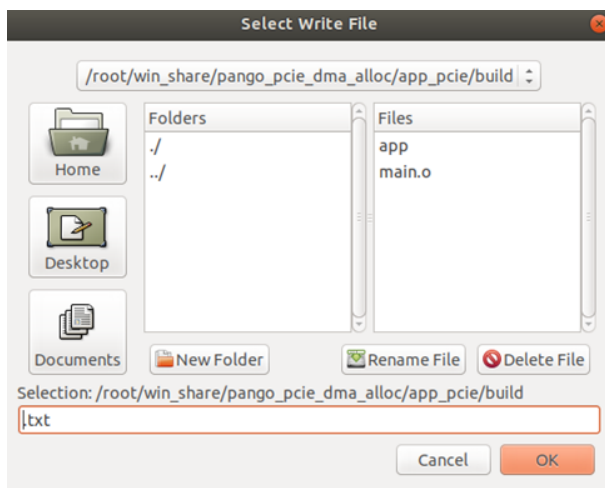 Select Write File
/root/win_share/pango_pcie_dma_alloc/app_pcie/build
Home
Desktop
Documents
Folders
./
../
Files
app
main.o
New Folder
Rename File
Delete File
Selection: /root/win_share/pango_pcie_dma_alloc/app_pcie/build
.txt
Cancel
OK